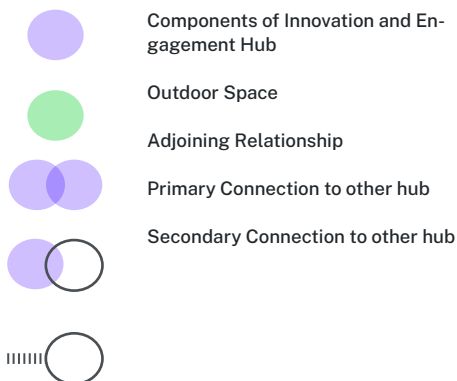 Components of Innovation and En-
gagement Hub
Outdoor Space
Adjoining Relationship
Primary Connection to other hub
Secondary Connection to other hub